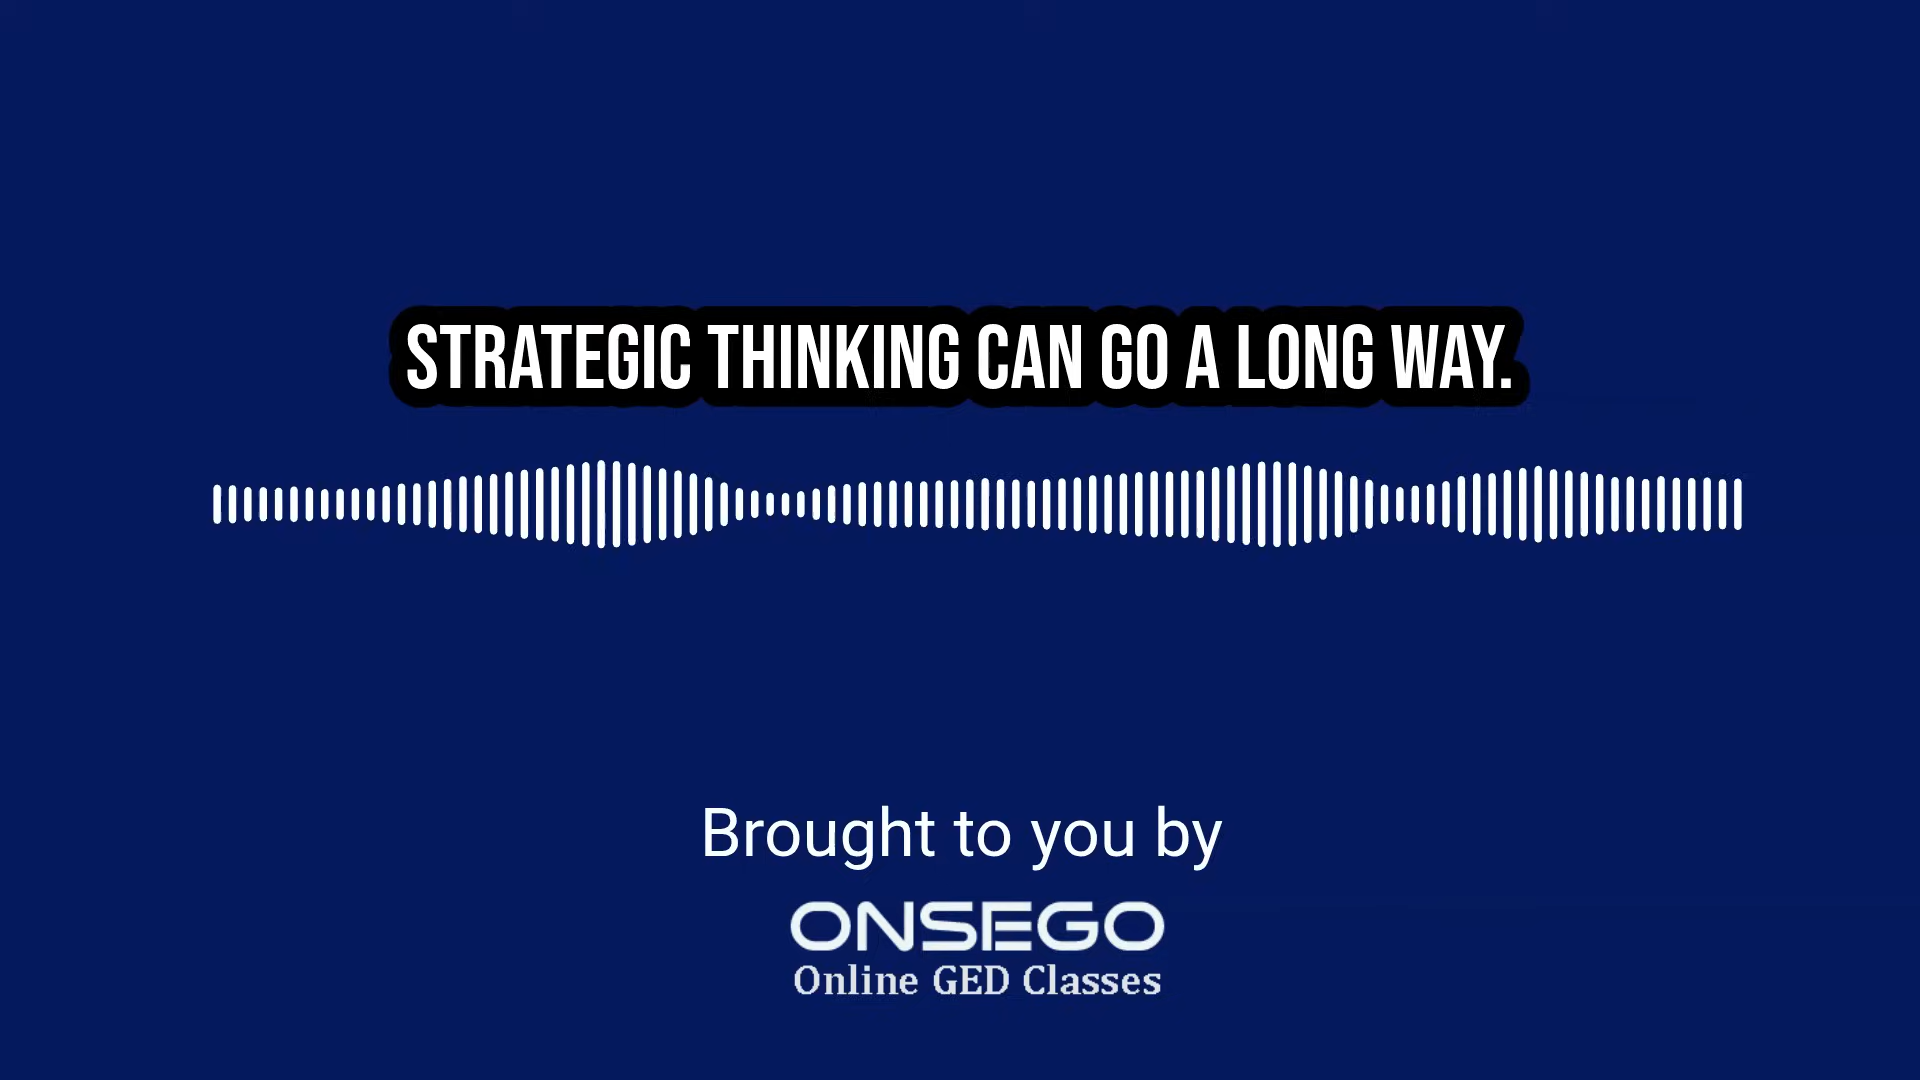 STRATEGIC THINKING CAN GO A LONG WAY.
Brought to you by
ONSEGO
Online GED Classes